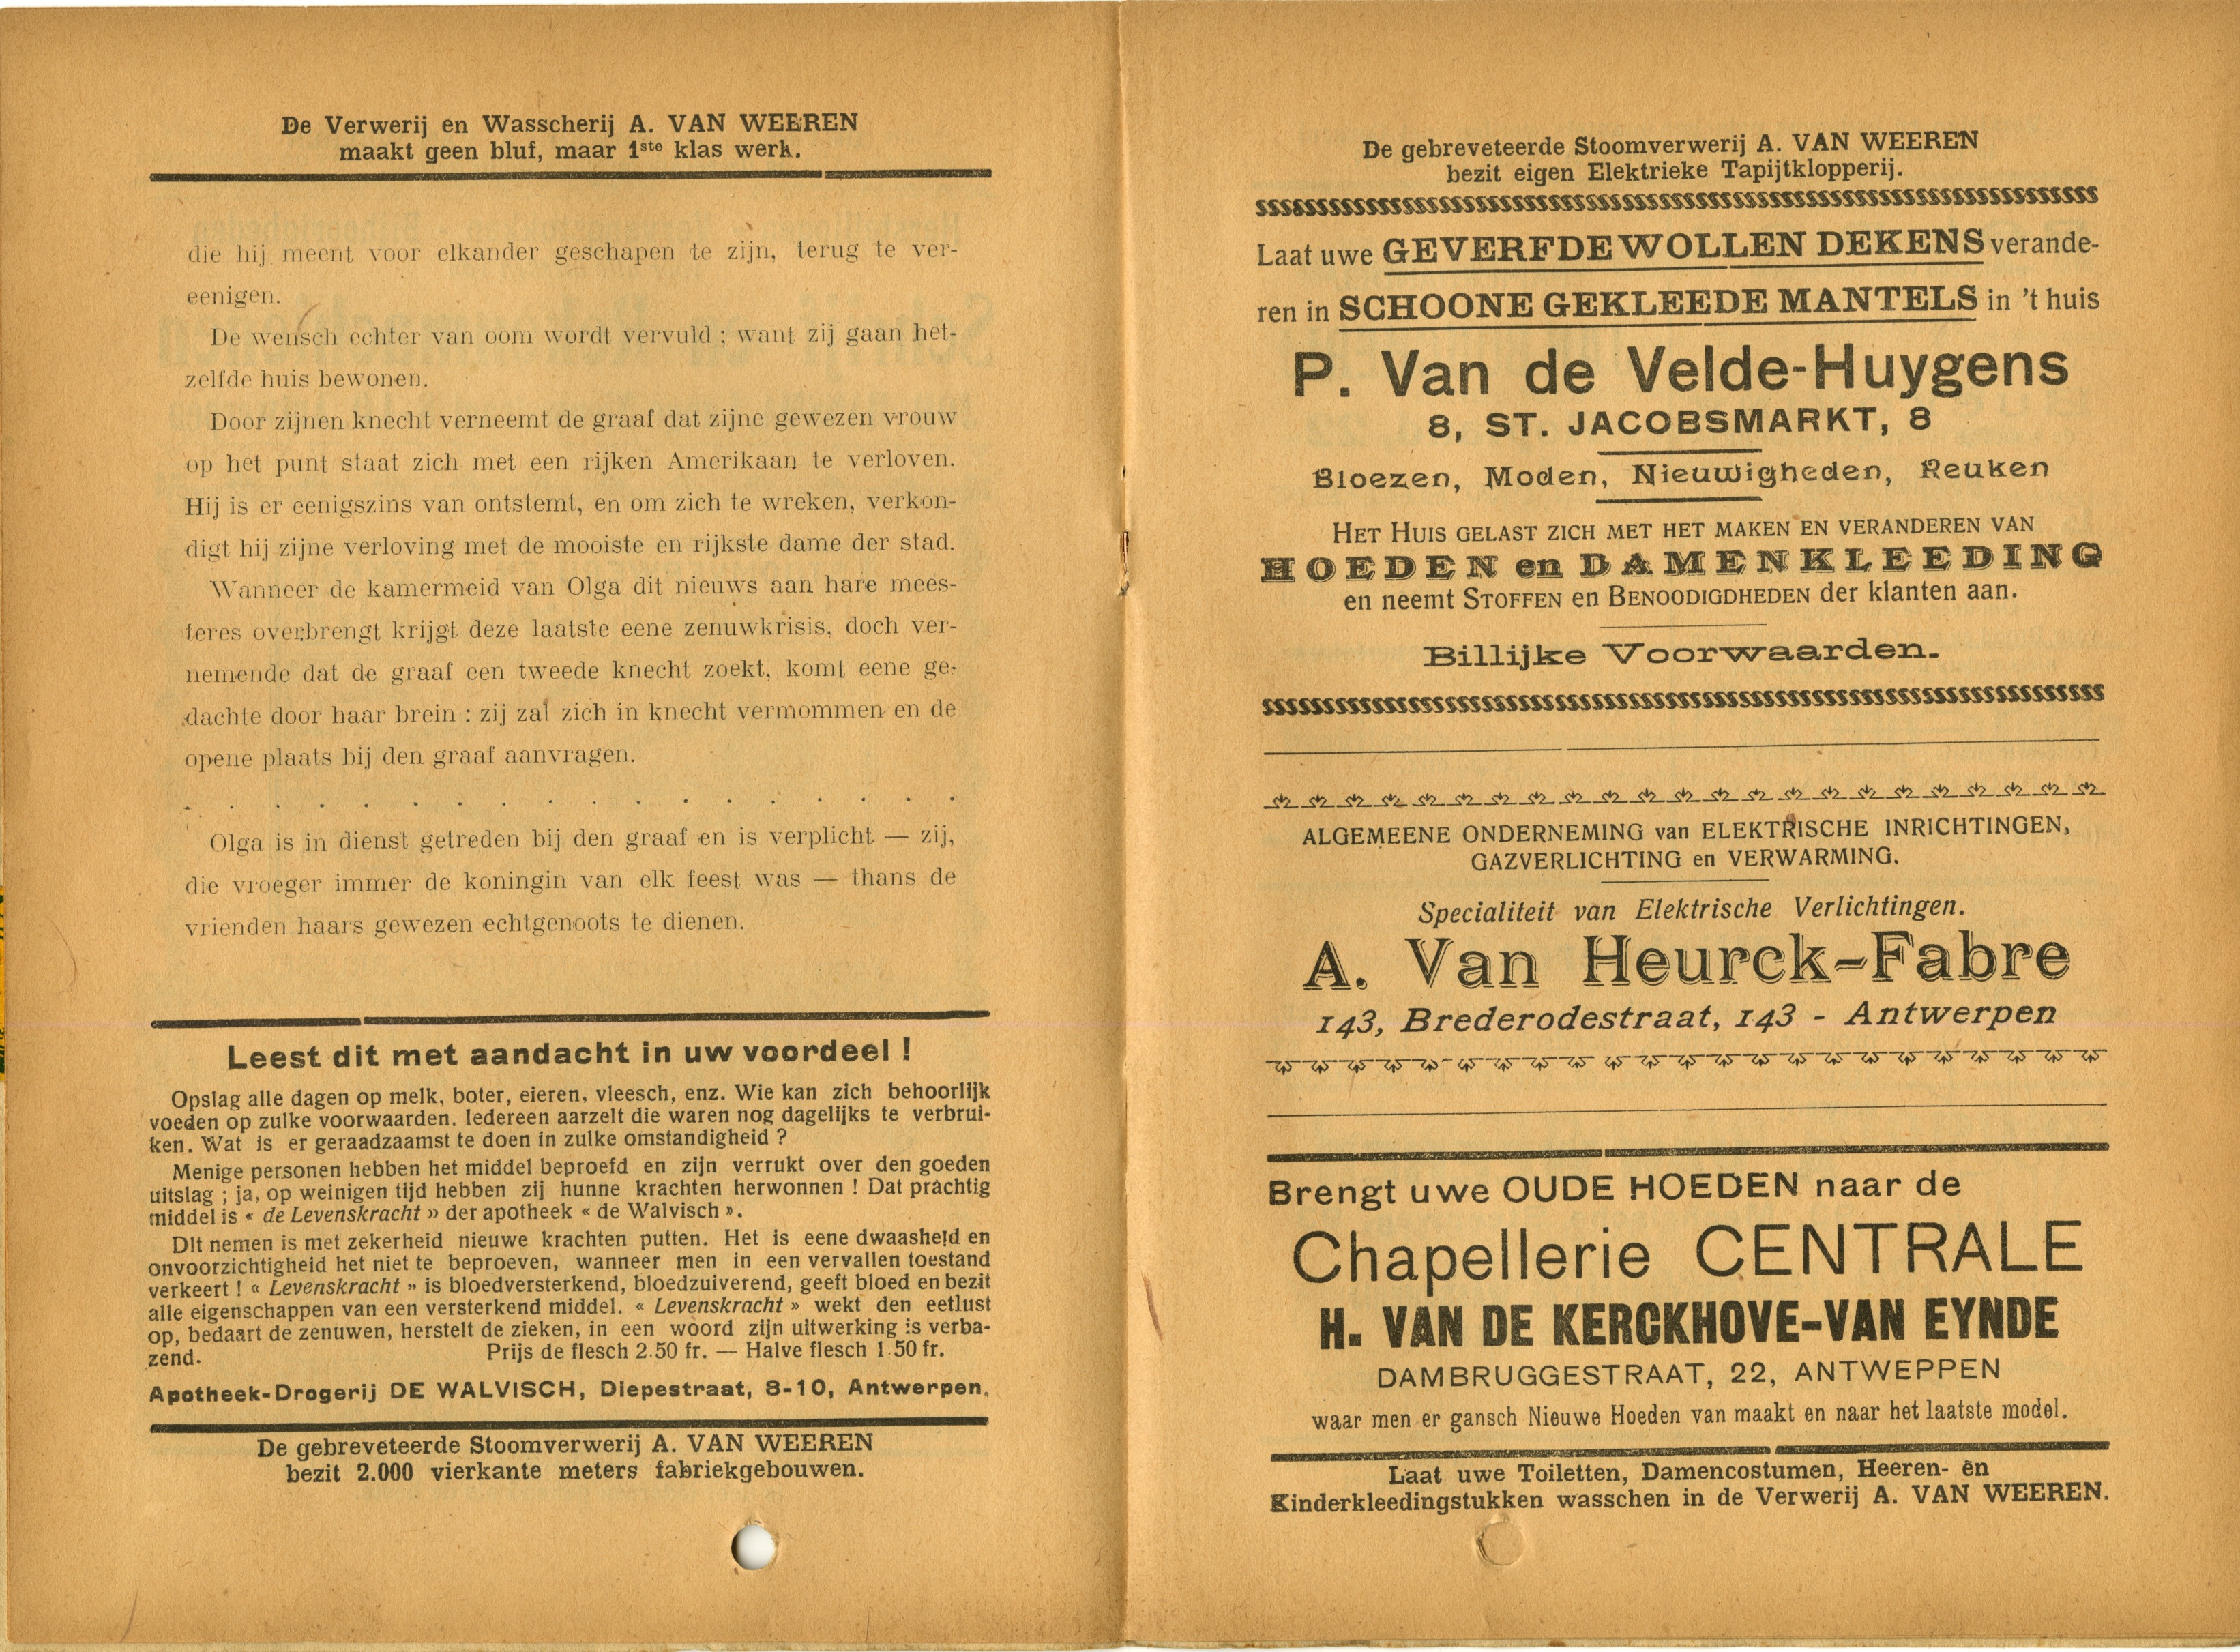 De Verwerij en Wasscherij A. VAN WEEREN
maakt geen bluf, maar 1ste klas werk.
die hij meent voor elkander geschapen te zijn, terug te ver-
eenigen.
De wensch echter van oom wordt vervuld ; want zij gaan het-
zelfde huis bewonen.
Door zijnen knecht verneemt de graaf dat zijne gewezen vrouw
op het punt staat zich met een rijken Amerikaan te verloven.
Hij is er eenigszins van ontstemt, en om zich te wreken, verkon-
digt hij zijne verloving met de mooiste en rijkste dame der stad.
Wanneer de kamermeid van Olga dit nieuws aan hare mees-
teres overbrengt krijgt deze laatste eene zenuwkrisis, doch ver-
nemende dat de graaf een tweede knecht zoekt, komt eene ge-
dachte door haar brein : zij zal zich in knecht vermommen en de
opene plaats bij den graaf aanvragen.
. . . . . . . . . . . . . . . . . .
Olga is in dienst getreden bij den graaf en is verplicht — zij,
die vroeger immer de koningin van elk feest was — thans de
vrienden haars gewezen echtgenoots te dienen.
Leest dit met aandacht in uw voordeel !
Opslag alle dagen op melk, boter, eieren, vleesch, enz. Wie kan zich behoorlijk
voeden op zulke voorwaarden. Iedereen aarzelt die waren nog dagelijks te verbrui-
ken. Wat is er geraadzaamst te doen in zulke omstandigheid ?
Menige personen hebben het middel beproefd en zijn verrukt over den goeden
uitslag ; ja, op weinigen tijd hebben zij hunne krachten herwonnen ! Dat prachtig
middel is « de Levenskracht » der apotheek « de Walvisch ».
Dit nemen is met zekerheid nieuwe krachten putten. Het is eene dwaasheid en
onvoorzichtigheid het niet te beproeven, wanneer men in een vervallen toestand
verkeert ! « Levenskracht » is bloedversterkend, bloedzuiverend, geeft bloed en bezit
alle eigenschappen van een versterkend middel. « Levenskracht » wekt den eetlust
op, bedaart de zenuwen, herstelt de zieken, in een woord zijn uitwerking is verba-
zend. Prijs de flesch 2.50 fr. — Halve flesch 1.50 fr.
Apotheek-Drogerij DE WALVISCH, Diepestraat, 8-10, Antwerpen.
De gebreveteerde Stoomverwerij A. VAN WEEREN
bezit 2.000 vierkante meters fabriekgebouwen.
De gebreveteerde Stoomverwerij A. VAN WEEREN
bezit eigen Elektrieke Tapijtklopperij.
Laat uwe GEVERFDE WOLLEN DEKENS verande-
ren in SCHOONE GEKLEEDE MANTELS in 't huis
P. Van de Velde-Huygens
8, ST. JACOBSMARKT, 8
Bloezen, Moden, Nieuwigheden, Reuken
HET HUIS GELAST ZICH MET HET MAKEN EN VERANDEREN VAN
HOEDEN en DAMENKLEEDING
en neemt STOFFEN en BENOODIGDHEDEN der klanten aan.
Billijke Voorwaarden.
ALGEMEENE ONDERNEMING van ELEKTRISCHE INRICHTINGEN,
GAZVERLICHTING en VERWARMING.
Specialiteit van Elektrische Verlichtingen.
A. Van Heurck-Fabre
143, Brederodestraat, 143 - Antwerpen
Brengt uwe OUDE HOEDEN naar de
Chapellerie CENTRALE
H. VAN DE KERCKHOVE-VAN EYNDE
DAMBRUGGESTRAAT, 22, ANTWEPPEN
waar men er gansch Nieuwe Hoeden van maakt en naar het laatste model.
Laat uwe Toiletten, Damencostumen, Heeren- en
Kinderkleedingstukken wasschen in de Verwerij A. VAN WEEREN.